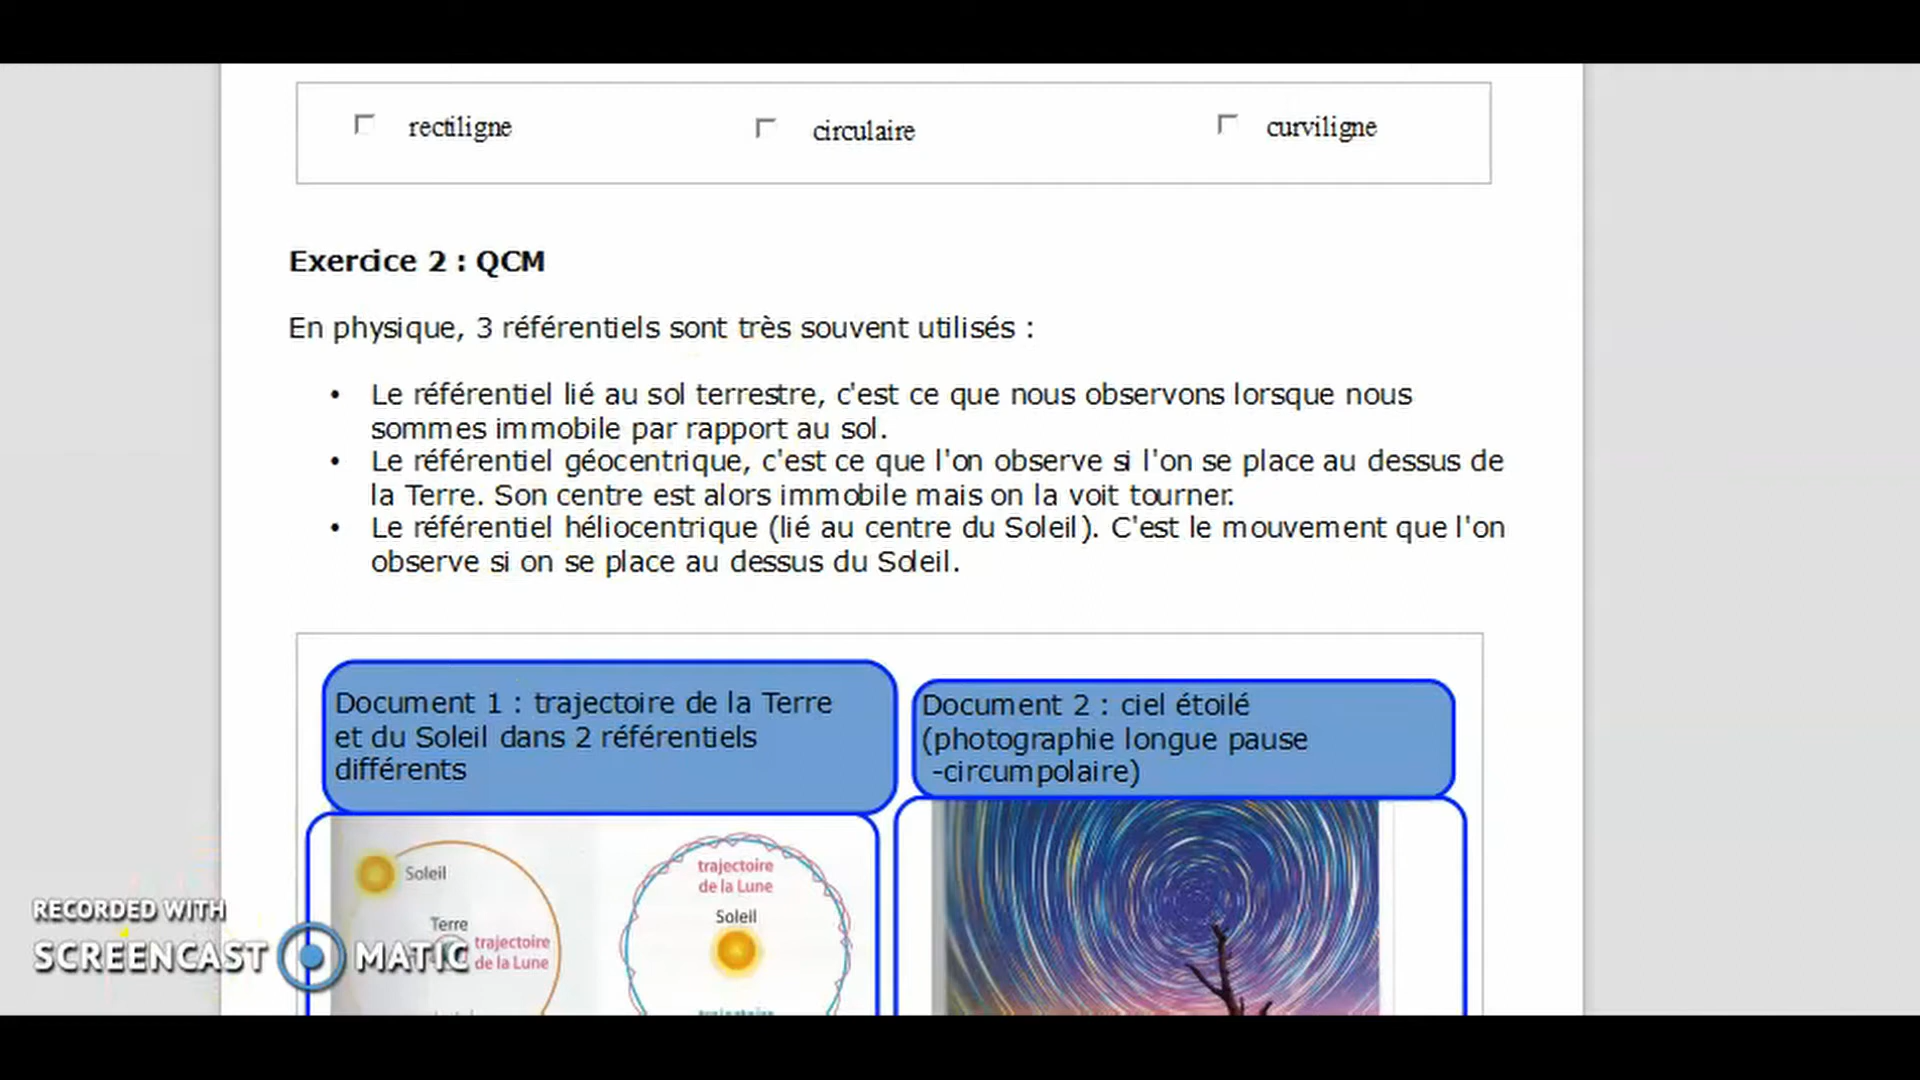 rectiligne
circulaire
curviligne
Exercice 2 : QCM
En physique, 3 référentiels sont très souvent utilisés :
• Le référentiel lié au sol terrestre, c'est ce que nous observons lorsque nous
sommes immobile par rapport au sol.
• Le référentiel géocentrique, c'est ce que l'on observe si l'on se place au dessus de
la Terre. Son centre est alors immobile mais on la voit tourner.
• Le référentiel héliocentrique (lié au centre du Soleil). C'est le mouvement que l'on
observe si on se place au dessus du Soleil.
Document 1 : trajectoire de la Terre
et du Soleil dans 2 référentiels
différents
Document 2 : ciel étoilé
(photographie longue pause
-circumpolaire)
Soleil
Terre
trajectoire
de la Lune
trajectoire
de la Lune
Soleil
RECORDED WITH
SCREENCAST MATIC